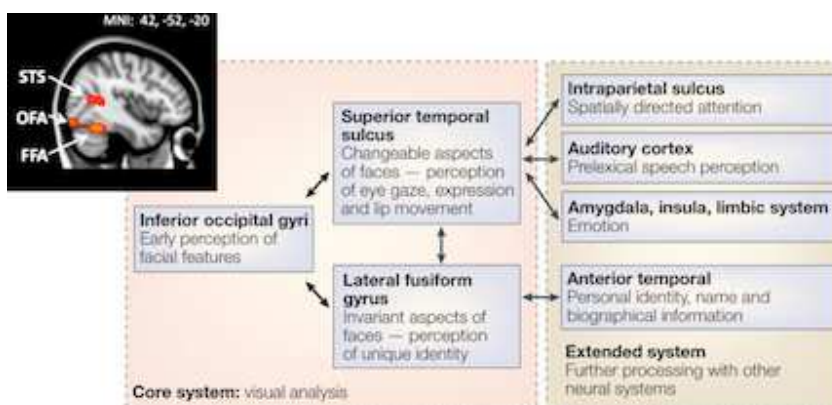 MNI: 42, -52, -20
STS
OFA
FFA
Inferior occipital gyri
Early perception of
facial features
Superior temporal
sulcus
Changeable aspects
of faces — perception
of eye gaze, expression
and lip movement
Lateral fusiform
gyrus
Invariant aspects of
faces — perception
of unique identity
Core system: visual analysis
Intraparietal sulcus
Spatially directed attention
Auditory cortex
Prelexical speech perception
Amygdala, insula, limbic system
Emotion
Anterior temporal
Personal identity, name and
biographical information
Extended system
Further processing with other
neural systems